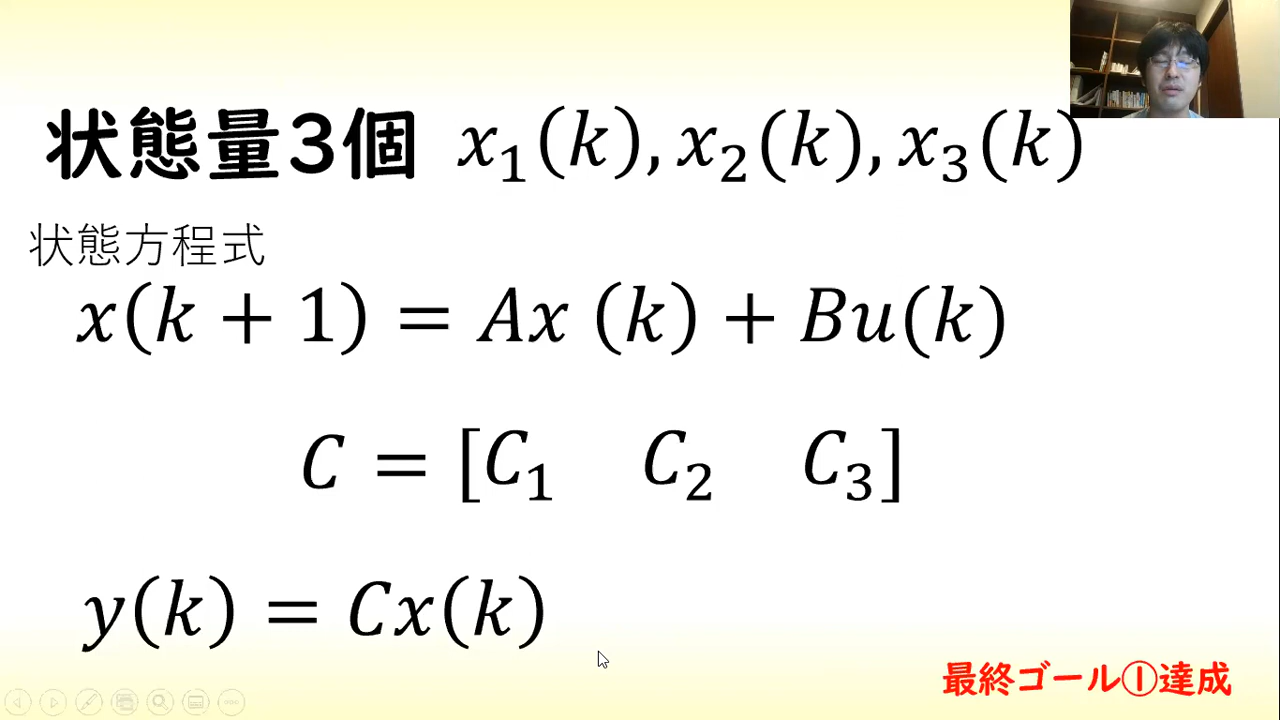 状態量3個 x₁(k), x₂(k), x₃(k)
状態方程式
x(k + 1) = Ax (k) + Bu(k)
C = [C₁ C₂ C₃]
y(k) = Cx(k)
最終ゴール①達成